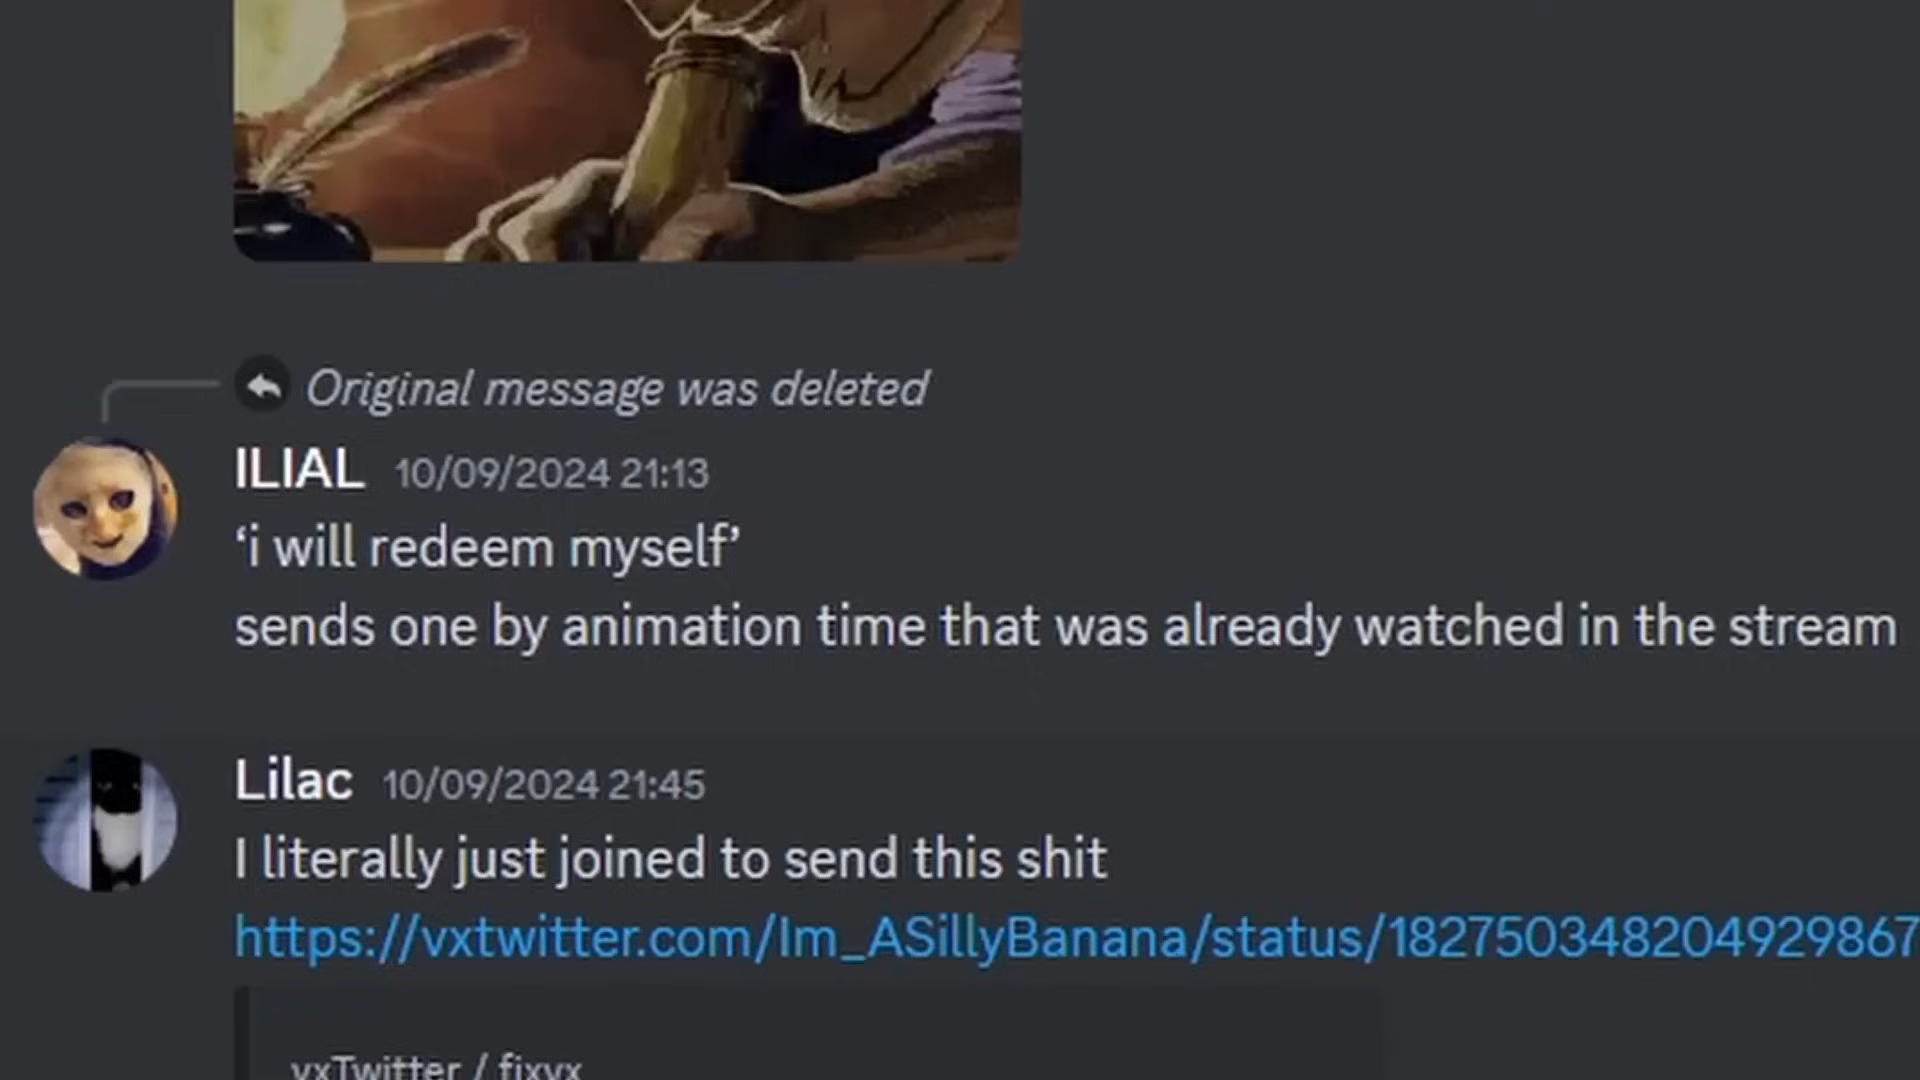 Original message was deleted
ILIAL 10/09/2024 21:13
‘i will redeem myself’
sends one by animation time that was already watched in the stream
Lilac 10/09/2024 21:45
I literally just joined to send this shit
https://vxtwitter.com/Im_ASillyBanana/status/182750348204929867
vxTwitter / fixvx